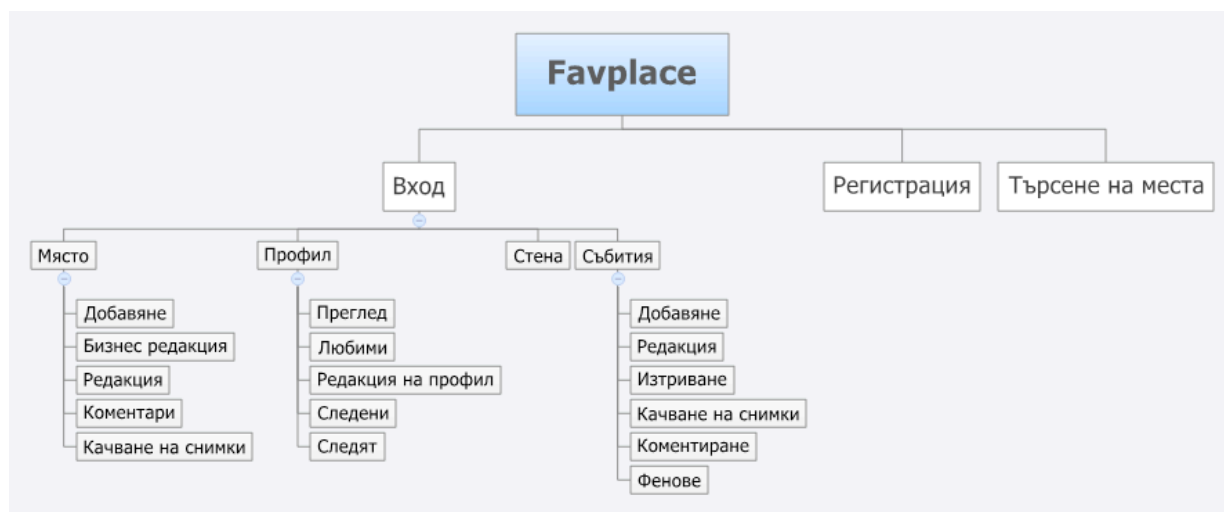 Favplace
Вход
Регистрация
Търсене на места
Място
Профил
Стена
Събития
Добавяне
Бизнес редакция
Редакция
Коментари
Качване на снимки
Преглед
Любими
Редакция на профил
Следени
Следят
Добавяне
Редакция
Изтриване
Качване на снимки
Коментиране
Фенове